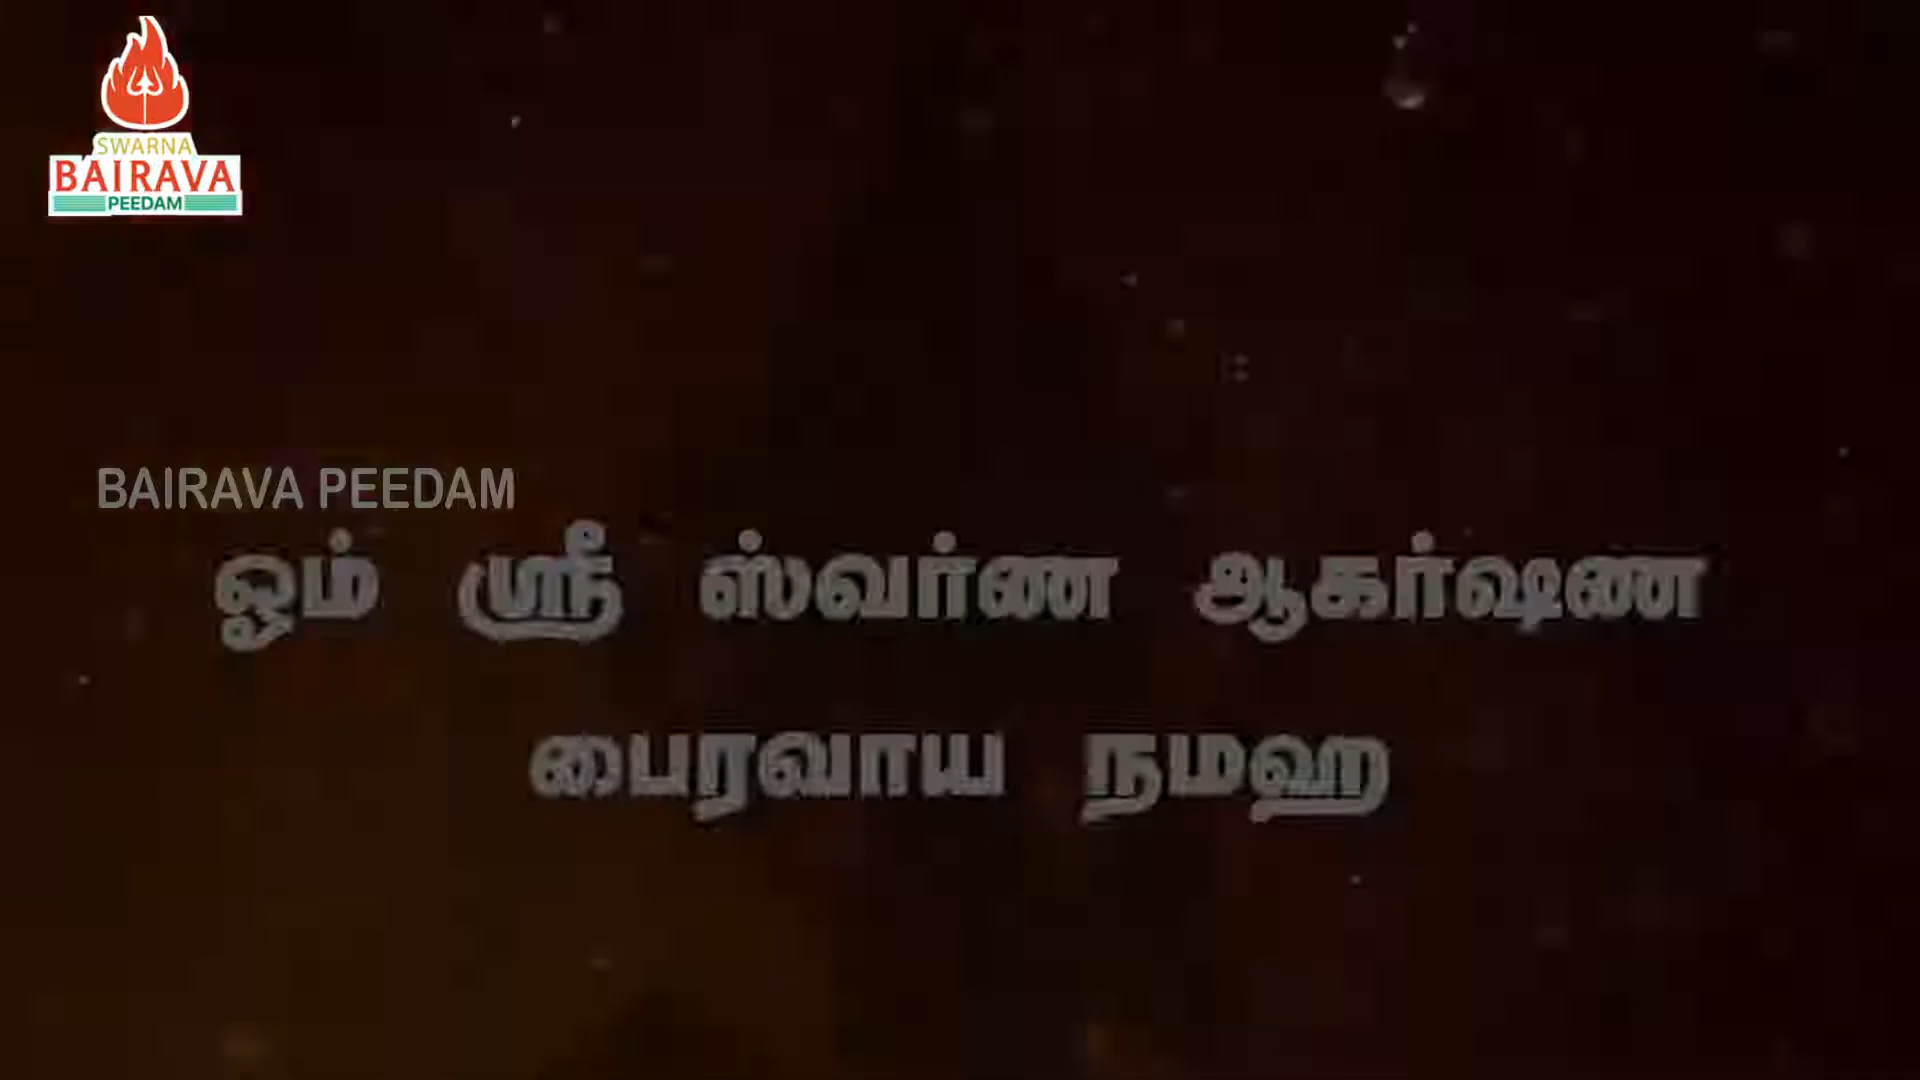 SWARNA
BAIRAVA
PEEDAM
BAIRAVA PEEDAM
ஓம் ஸ்ரீ ஸ்வர்ண ஆகர்ஷண
பைரவாய நமஹ